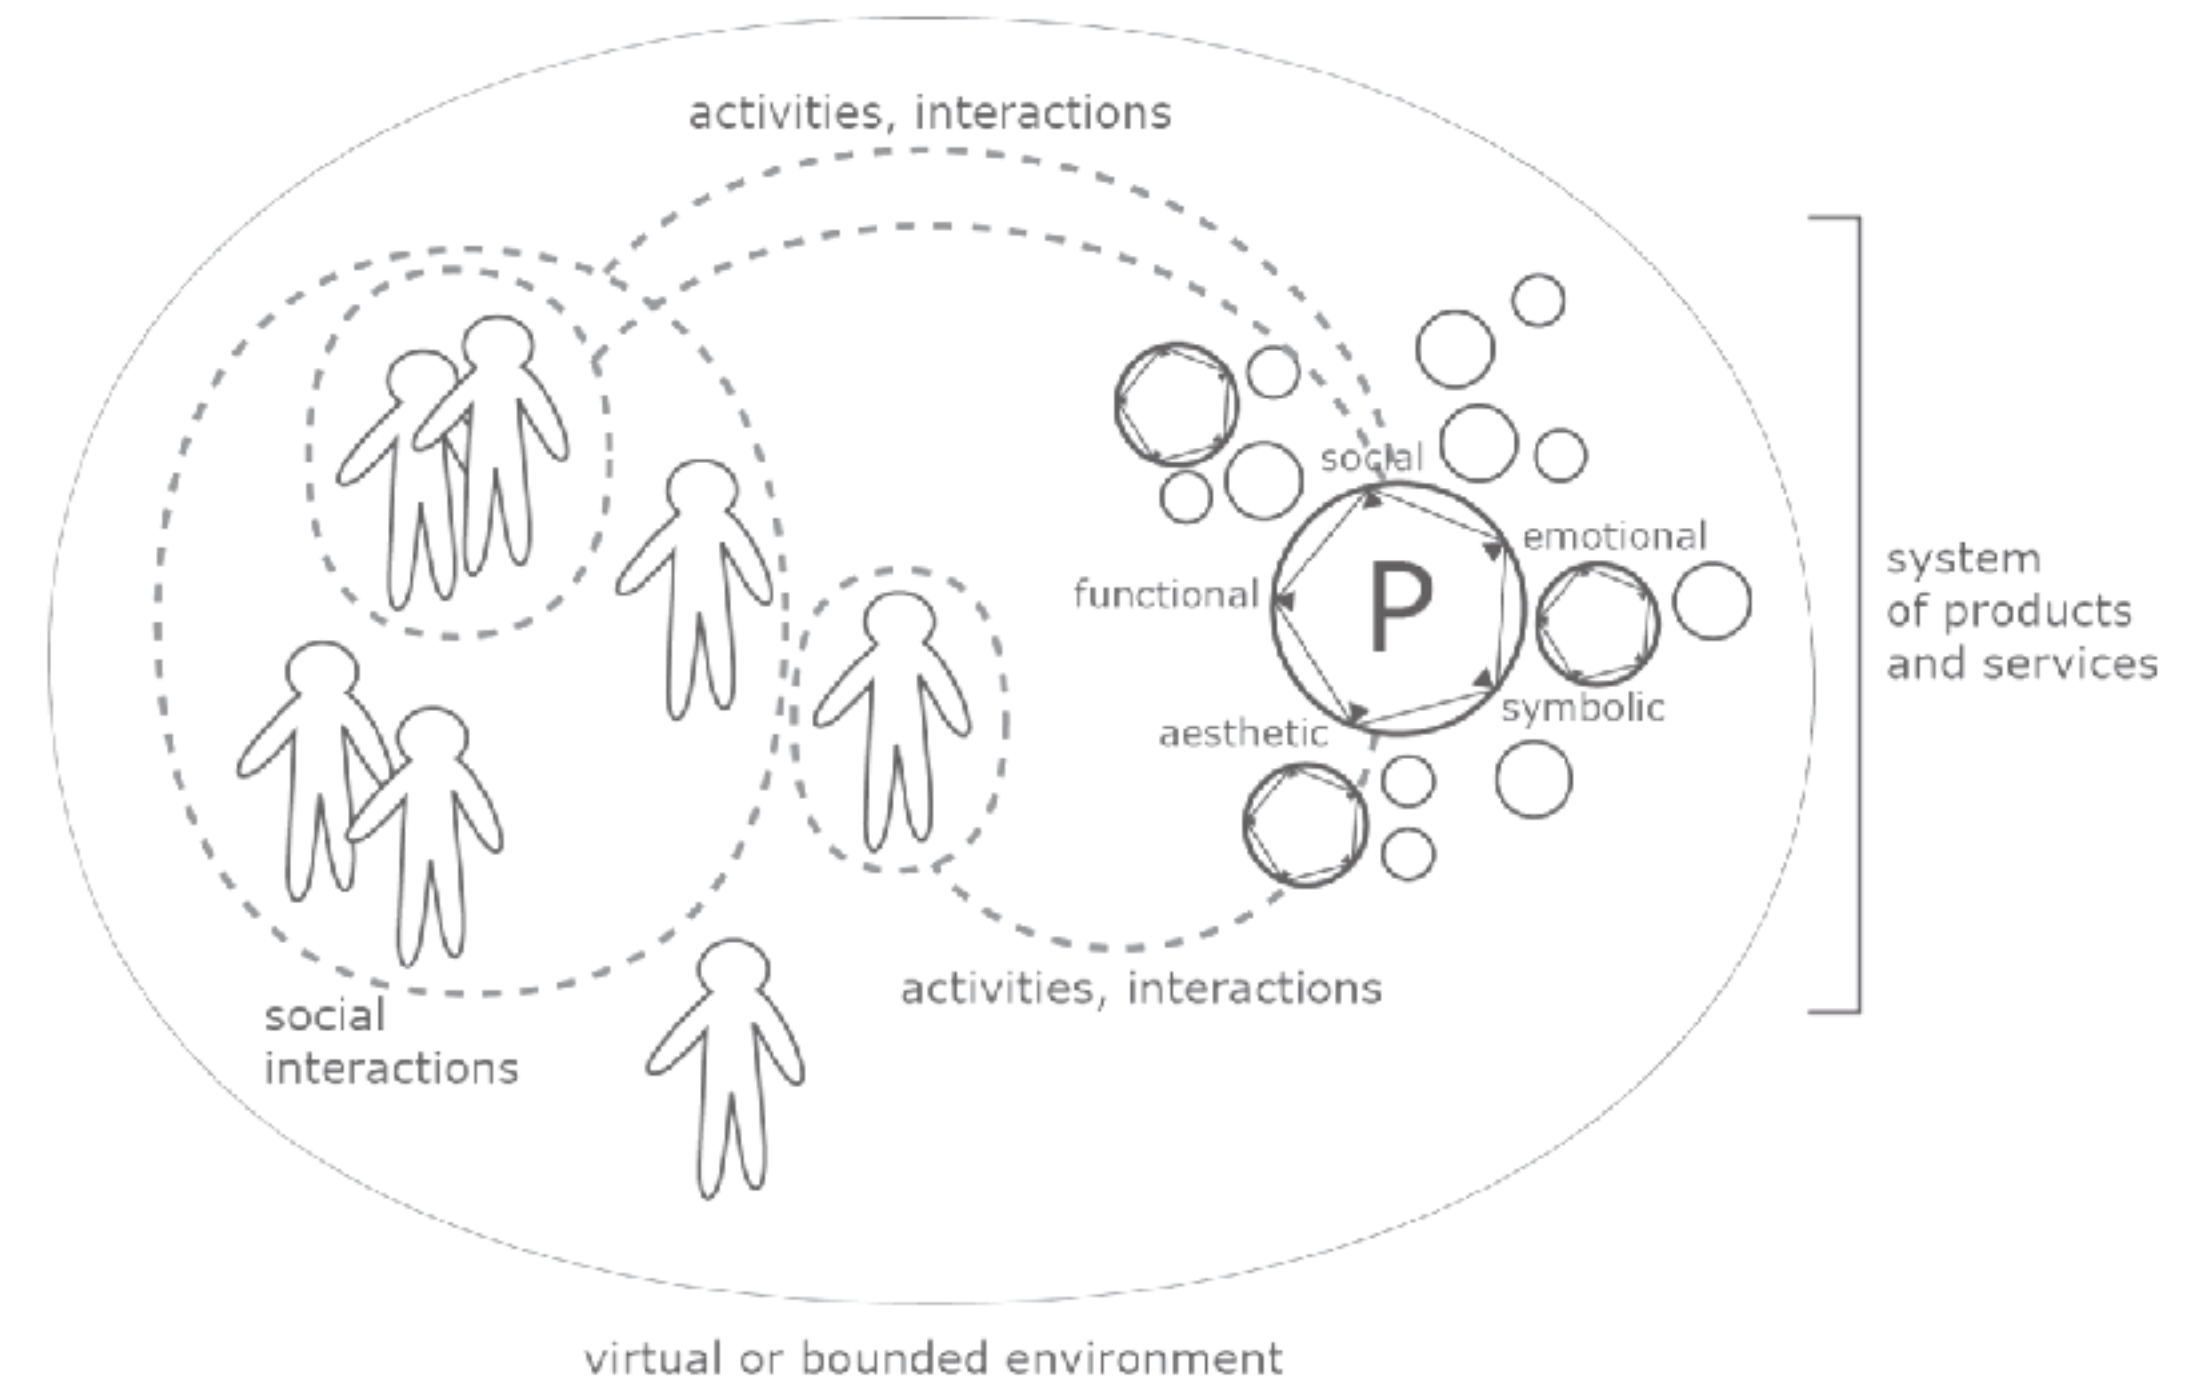 activities, interactions
social
emotional
functional
P
symbolic
aesthetic
system
of products
and services
activities, interactions
social
interactions
virtual or bounded environment